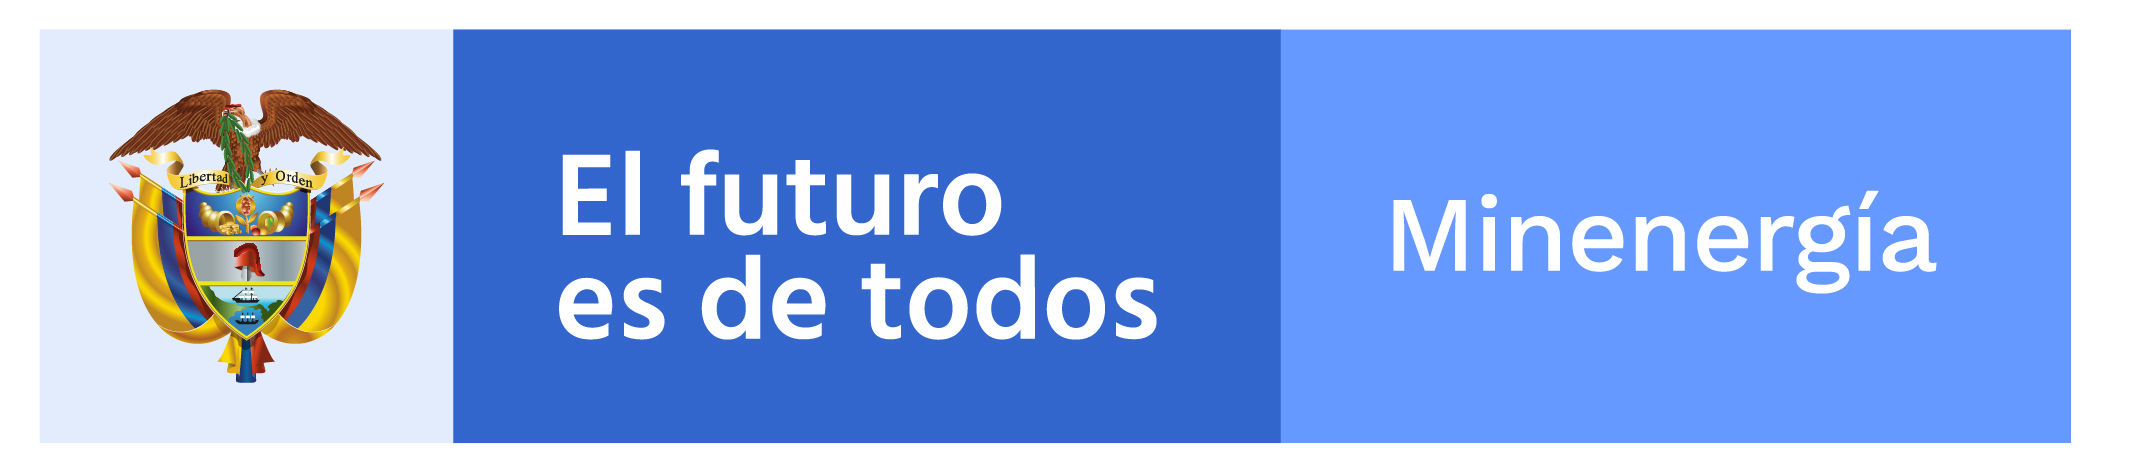 Libertad y Orden
El futuro
es de todos
Minenergía